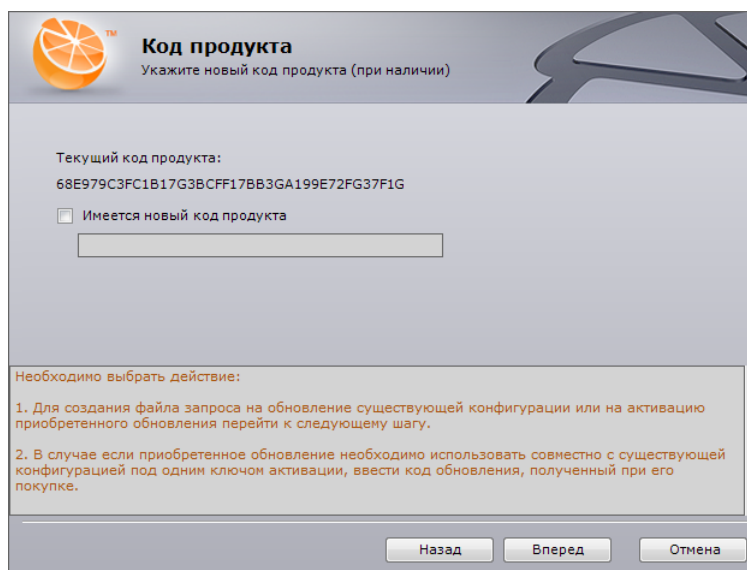 TM
Код продукта
Укажите новый код продукта (при наличии)
Текущий код продукта:
68E979C3FC1B17G3BCFF17BB3GA199E72FG37F1G
Имеется новый код продукта
Необходимо выбрать действие:
1. Для создания файла запроса на обновление существующей конфигурации или на активацию
приобретенного обновления перейти к следующему шагу.
2. В случае если приобретенное обновление необходимо использовать совместно с существующей
конфигурацией под одним ключом активации, ввести код обновления, полученный при его
покупке.
Назад
Вперед
Отмена